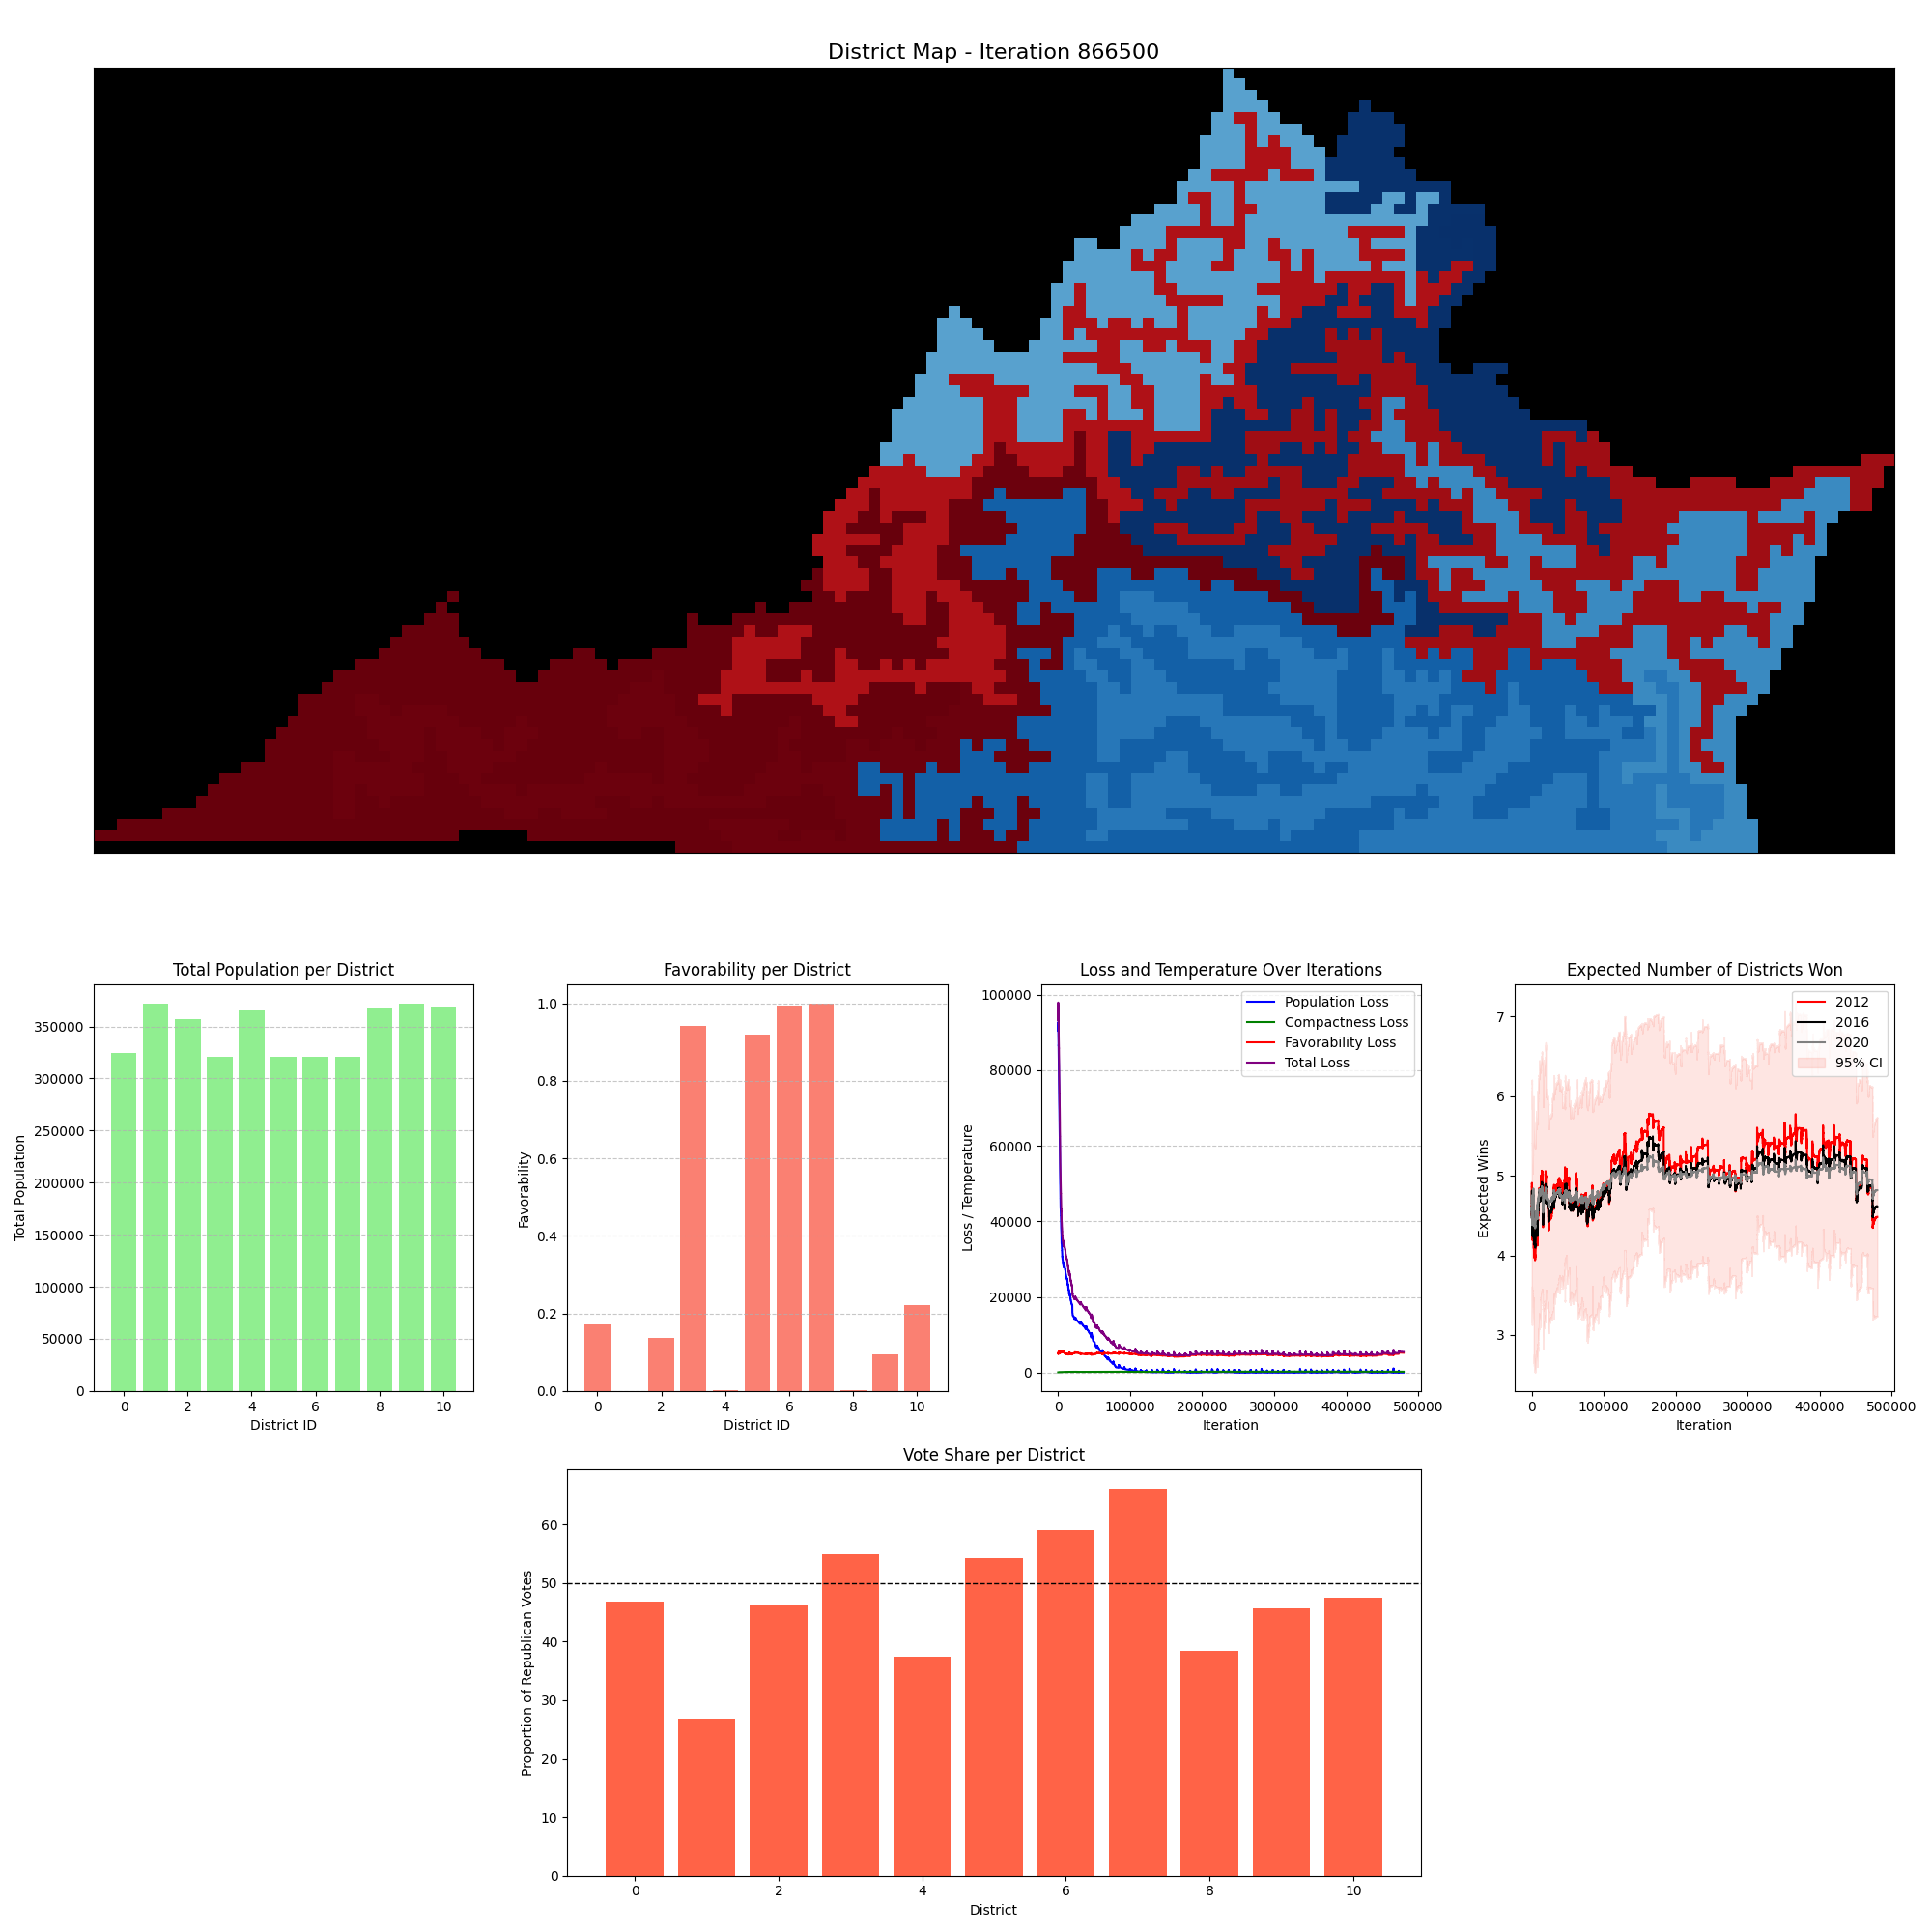 District Map - Iteration 866500
Total Population per District
Total Population
350000
300000
250000
200000
150000
100000
50000
0
0 2 4 6 8 10
District ID
Favorability per District
Favorability
1.0
0.8
0.6
0.4
0.2
0.0
0 2 4 6 8 10
District ID
Loss and Temperature Over Iterations
Loss / Temperature
100000
80000
60000
40000
20000
0
Population Loss
Compactness Loss
Favorability Loss
Total Loss
0 100000 200000 300000 400000 500000
Iteration
Expected Number of Districts Won
Expected Wins
7
6
5
4
3
2012
2016
2020
95% CI
0 100000 200000 300000 400000 500000
Iteration
Vote Share per District
Proportion of Republican Votes
60
50
40
30
20
10
0
0 2 4 6 8 10
District